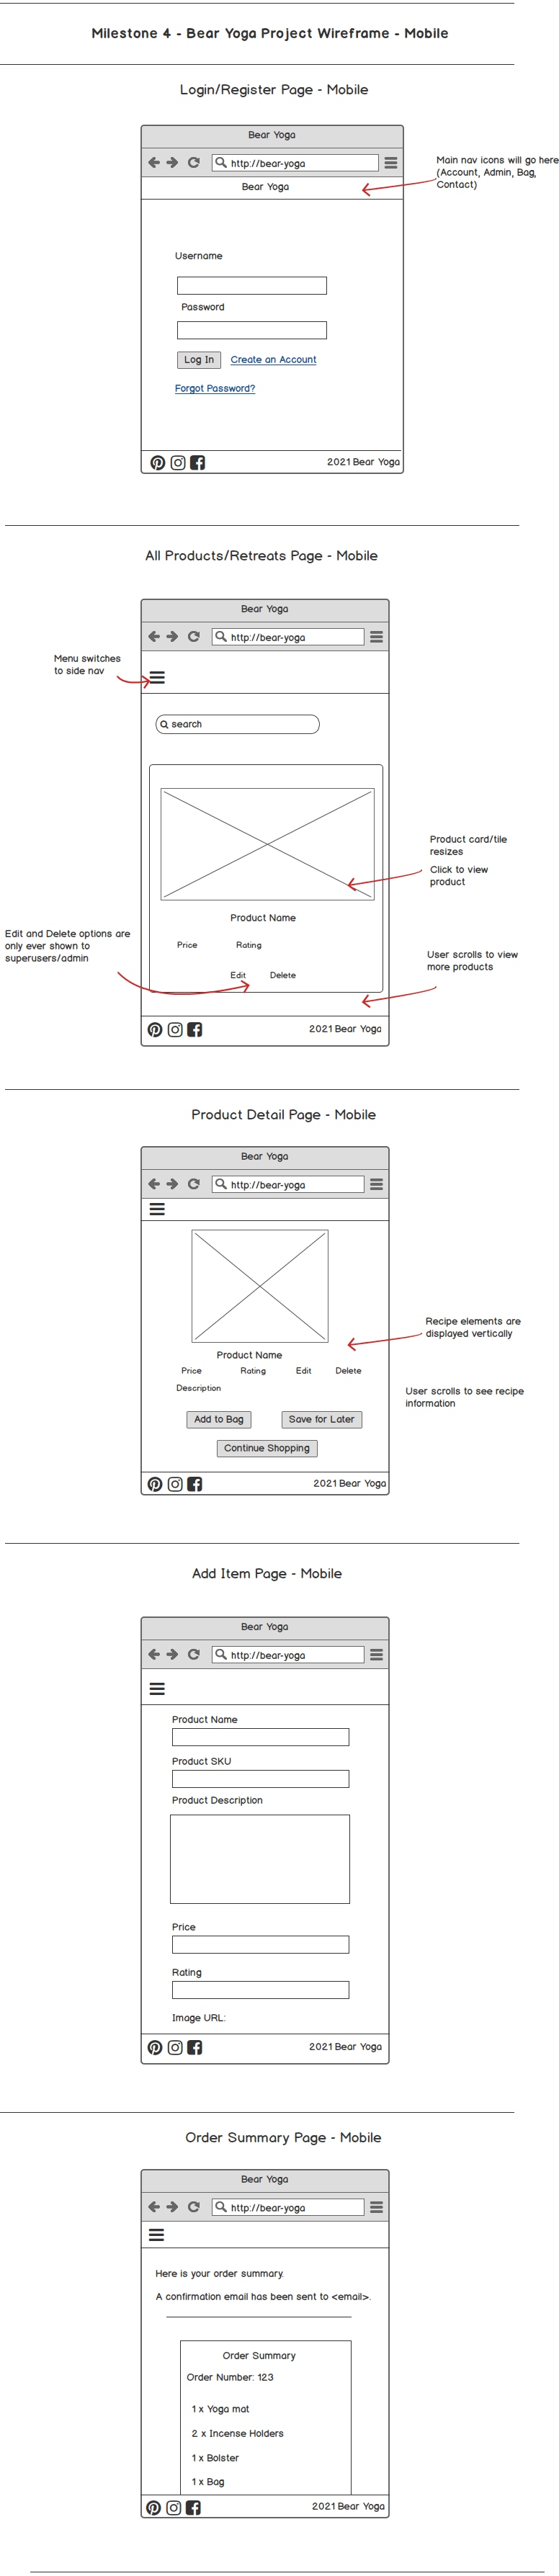 Milestone 4 - Bear Yoga Project Wireframe - Mobile
Login/Register Page - Mobile
Bear Yoga
http://bear-yoga
Bear Yoga
Main nav icons will go here
(Account, Admin, Bag,
Contact)
Username
Password
Log In
Create an Account
Forgot Password?
2021 Bear Yoga
All Products/Retreats Page - Mobile
Bear Yoga
http://bear-yoga
Menu switches
to side nav
search
Product card/tile
resizes
Click to view
product
Product Name
Price
Rating
Edit and Delete options are
only ever shown to
superusers/admin
Edit
Delete
User scrolls to view
more products
2021 Bear Yoga
Product Detail Page - Mobile
Bear Yoga
http://bear-yoga
Recipe elements are
displayed vertically
Product Name
Price
Rating
Edit
Delete
Description
User scrolls to see recipe
information
Add to Bag
Save for Later
Continue Shopping
2021 Bear Yoga
Add Item Page - Mobile
Bear Yoga
http://bear-yoga
Product Name
Product SKU
Product Description
Price
Rating
Image URL:
2021 Bear Yoga
Order Summary Page - Mobile
Bear Yoga
http://bear-yoga
Here is your order summary.
A confirmation email has been sent to <email>.
Order Summary
Order Number: 123
1 x Yoga mat
2 x Incense Holders
1 x Bolster
1 x Bag
2021 Bear Yoga